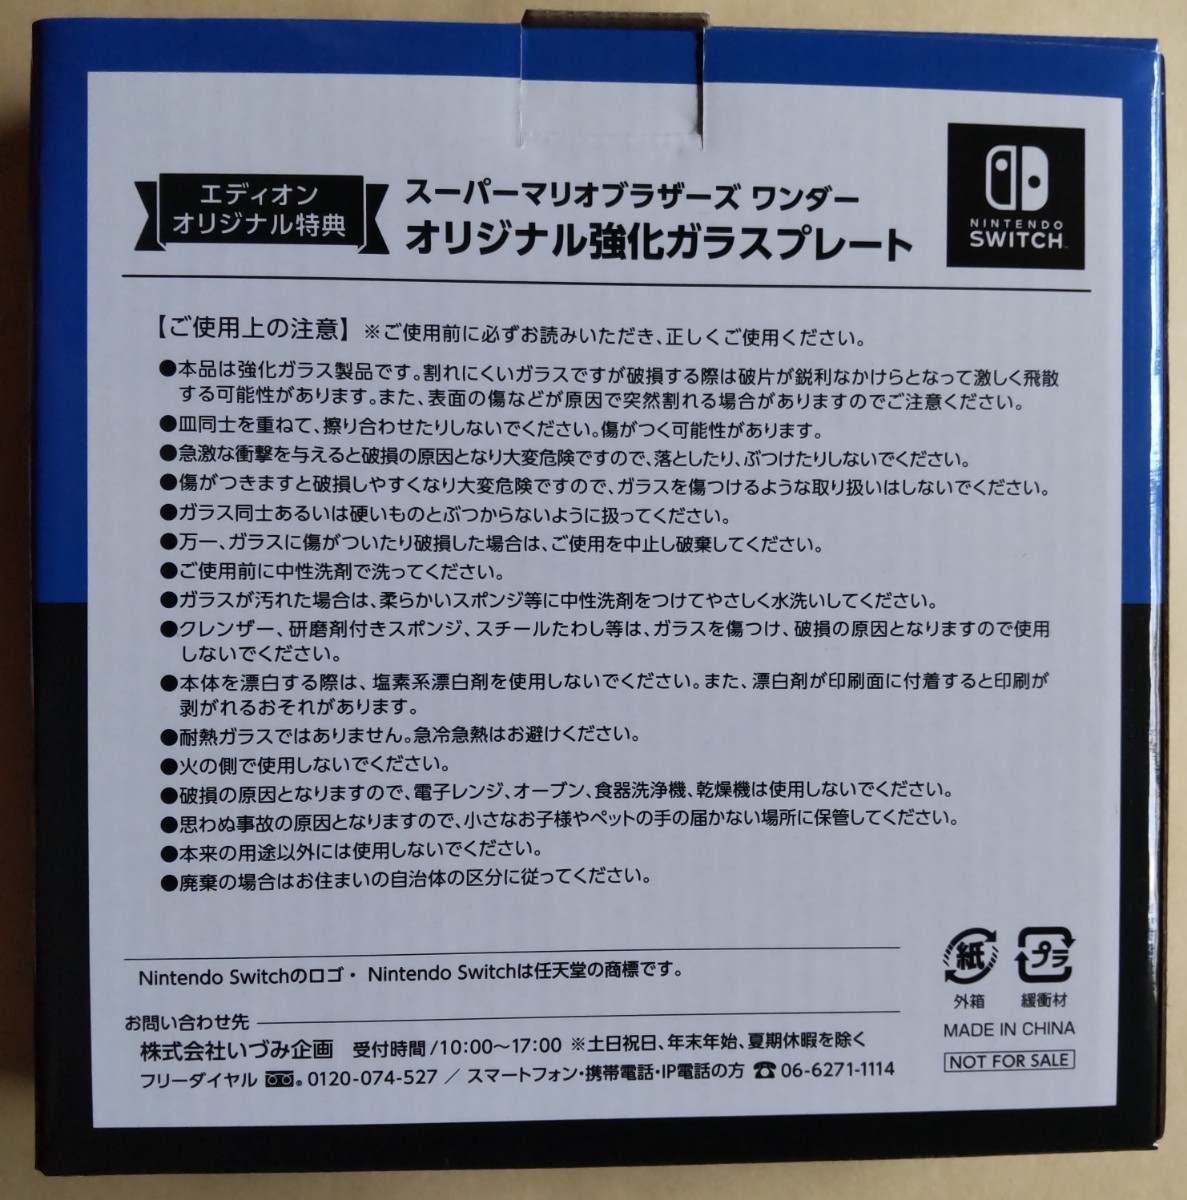 エディオン
オリジナル特典
スーパーマリオブラザーズ ワンダー
オリジナル強化ガラスプレート
NINTENDO
SWITCH
【ご使用上の注意】 ※ご使用前に必ずお読みいただき、正しくご使用ください。
●本品は強化ガラス製品です。割れにくいガラスですが破損する際は破片が鋭利なかけらとなって激しく飛散
する可能性があります。また、表面の傷などが原因で突然割れる場合がありますのでご注意ください。
●皿同士を重ねて、擦り合わせたりしないでください。傷がつく可能性があります。
●急激な衝撃を与えると破損の原因となり大変危険ですので、落としたり、ぶつけたりしないでください。
●傷がつきますと破損しやすくなり大変危険ですので、ガラスを傷つけるような取り扱いはしないでください。
●ガラス同士あるいは硬いものとぶつからないように扱ってください。
●万一、ガラスに傷がついたり破損した場合は、ご使用を中止し破棄してください。
●ご使用前に中性洗剤で洗ってください。
●ガラスが汚れた場合は、柔らかいスポンジ等に中性洗剤をつけてやさしく水洗いしてください。
●クレンザー、研磨剤付きスポンジ、スチールたわし等は、ガラスを傷つけ、破損の原因となりますので使用
しないでください。
●本体を漂白する際は、塩素系漂白剤を使用しないでください。また、漂白剤が印刷面に付着すると印刷が
剥がれるおそれがあります。
●耐熱ガラスではありません。急冷急熱はお避けください。
●火の側で使用しないでください。
●破損の原因となりますので、電子レンジ、オーブン、食器洗浄機、乾燥機は使用しないでください。
●思わぬ事故の原因となりますので、小さなお子様やペットの手の届かない場所に保管してください。
●本来の用途以外には使用しないでください。
●廃棄の場合はお住まいの自治体の区分に従ってください。
Nintendo Switchのロゴ・ Nintendo Switchは任天堂の商標です。
お問い合わせ先
株式会社いづみ企画 受付時間/10:00〜17:00 ※土日祝日、年末年始、夏期休暇を除く
フリーダイヤル 0120-074-527 / スマートフォン・携帯電話・IP電話の方 ☎ 06-6271-1114
紙 プラ
外箱 緩衝材
MADE IN CHINA
NOT FOR SALE